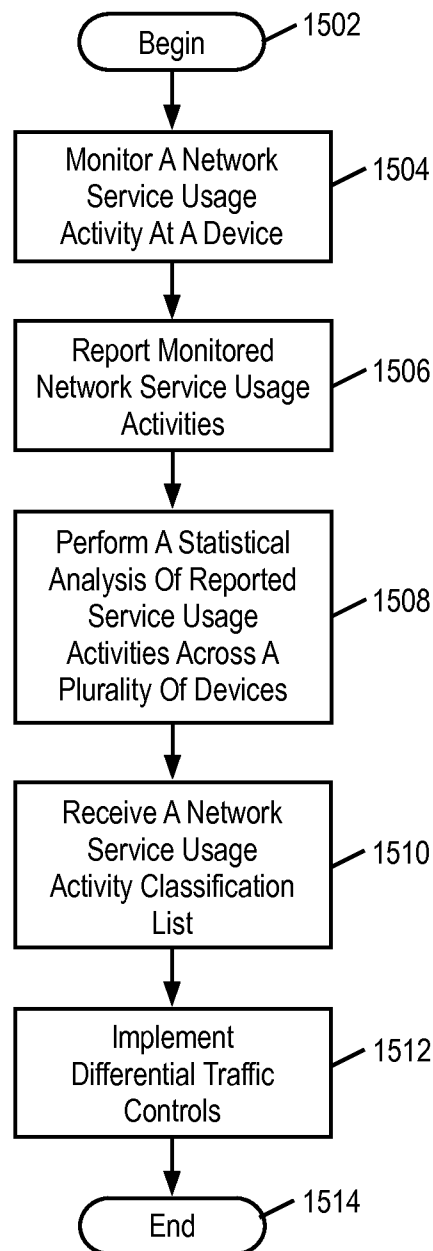 Begin
1502
Monitor A Network
Service Usage
Activity At A Device
1504
Report Monitored
Network Service Usage
Activities
1506
Perform A Statistical
Analysis Of Reported
Service Usage
Activities Across A
Plurality Of Devices
1508
Receive A Network
Service Usage
Activity Classification
List
1510
Implement
Differential Traffic
Controls
1512
End
1514